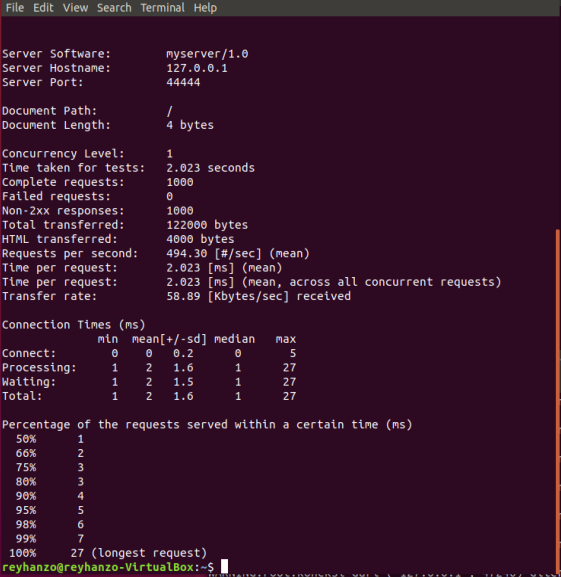 File Edit View Search Terminal Help
Server Software: myserver/1.0
Server Hostname: 127.0.0.1
Server Port: 44444
Document Path: /
Document Length: 4 bytes
Concurrency Level: 1
Time taken for tests: 2.023 seconds
Complete requests: 1000
Failed requests: 0
Non-2xx responses: 1000
Total transferred: 122000 bytes
HTML transferred: 4000 bytes
Requests per second: 494.30 [#/sec] (mean)
Time per request: 2.023 [ms] (mean)
Time per request: 2.023 [ms] (mean, across all concurrent requests)
Transfer rate: 58.89 [Kbytes/sec] received
Connection Times (ms)
min mean[+/-sd] median max
Connect: 0 0 0.2 0 5
Processing: 1 2 1.6 1 27
Waiting: 1 2 1.5 1 27
Total: 1 2 1.6 1 27
Percentage of the requests served within a certain time (ms)
50% 1
66% 2
75% 3
80% 3
90% 4
95% 5
98% 6
99% 7
100% 27 (longest request)
reyhanzo@reyhanzo-VirtualBox:~$